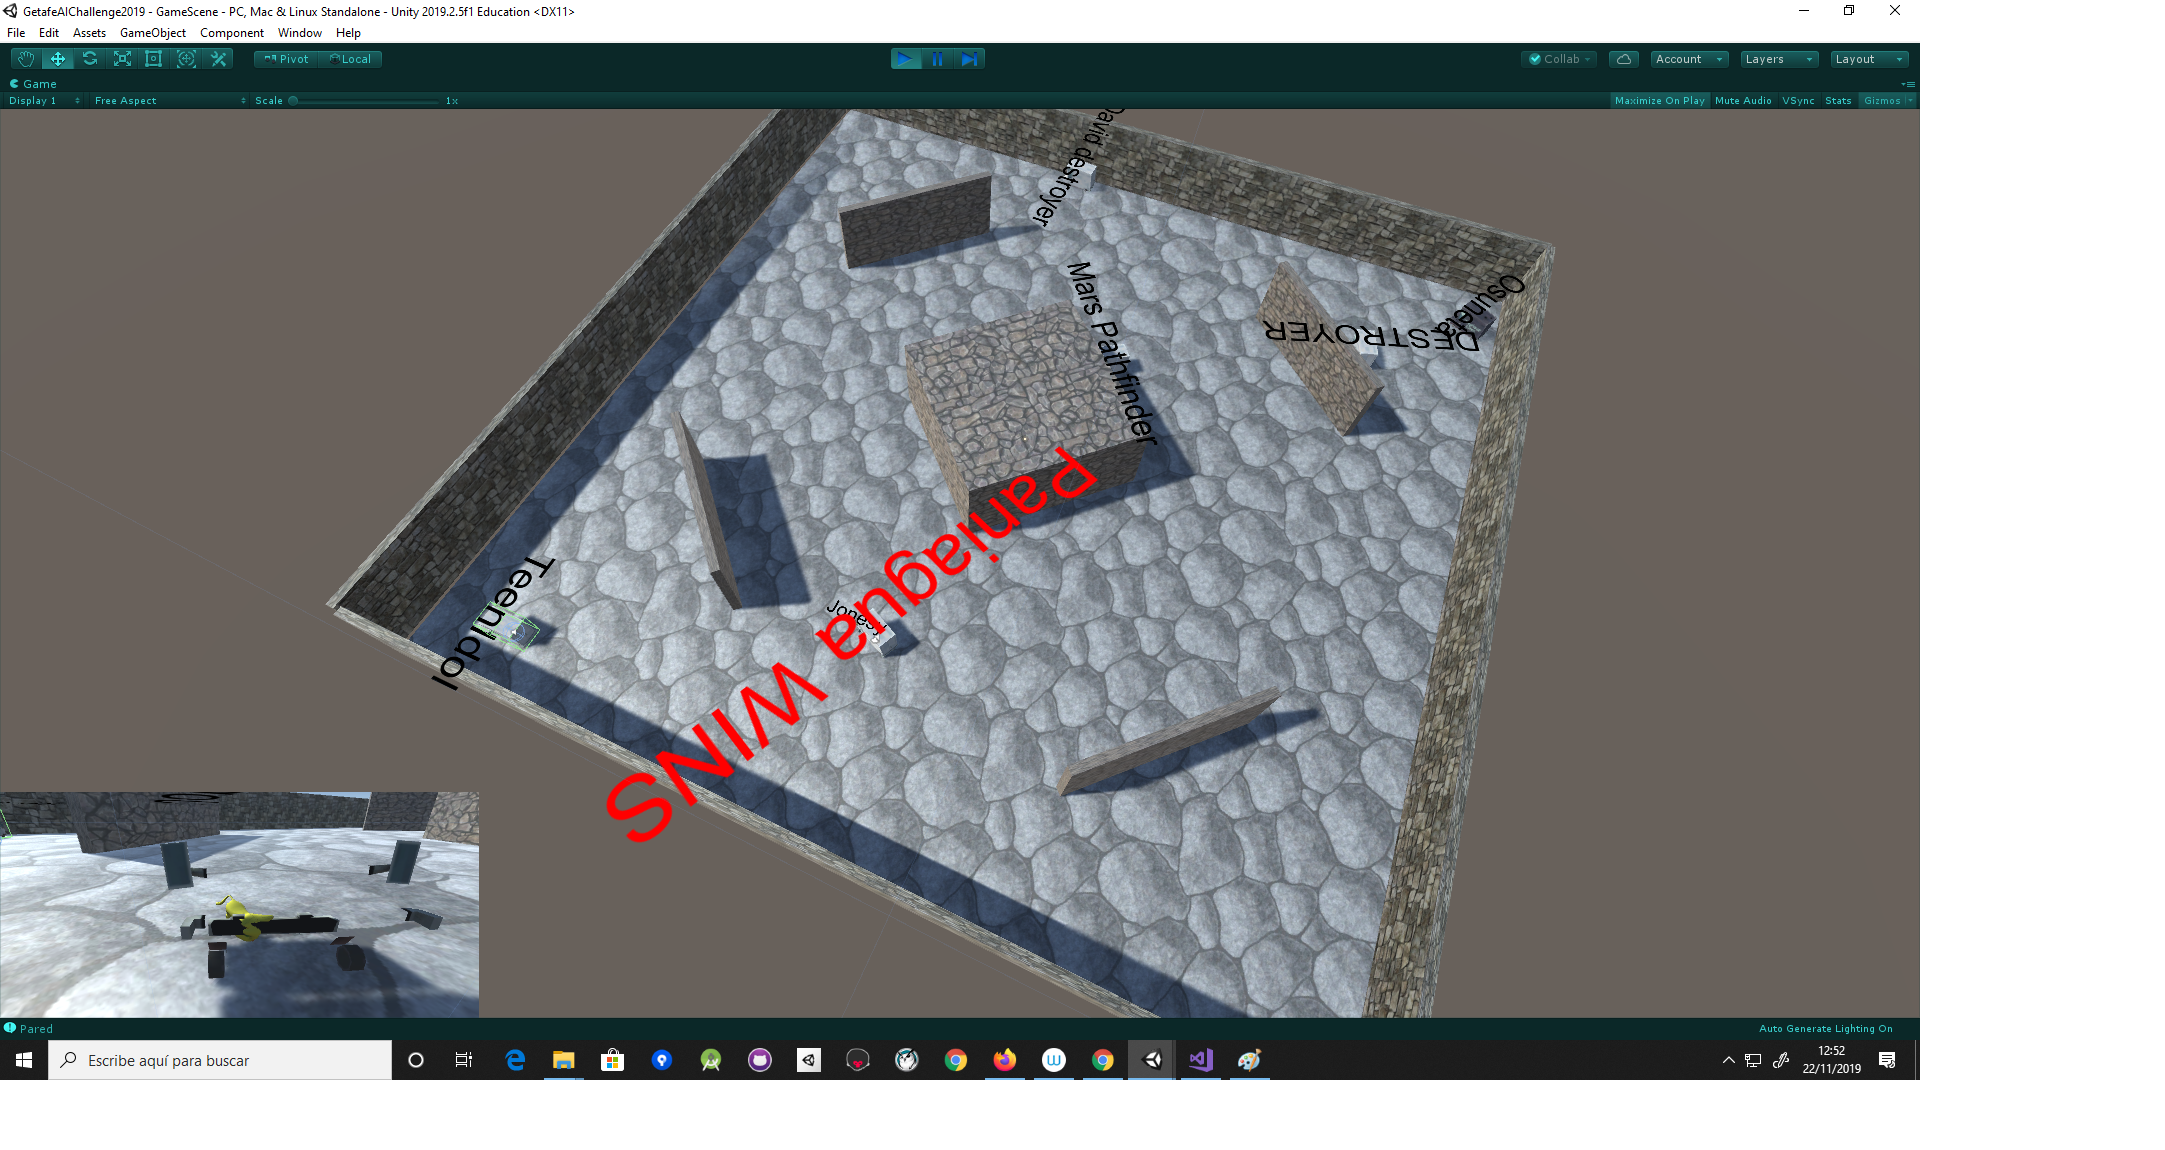 GetafeAIChallenge2019 - GameScene - PC, Mac & Linux Standalone - Unity 2019.2.5f1 Education <DX11>
File Edit Assets GameObject Component Window Help
Pivot Local Collab Account Layers Layout
Game
Display 1 Free Aspect Scale 1x Maximize On Play Mute Audio VSync Stats Gizmos
David destroyer
Mars Pathfinder
Osuneta
DESTROYER
Paniagua WINS
Jonesy
Pared Auto Generate Lighting On
Escribe aquí para buscar
12:52
22/11/2019